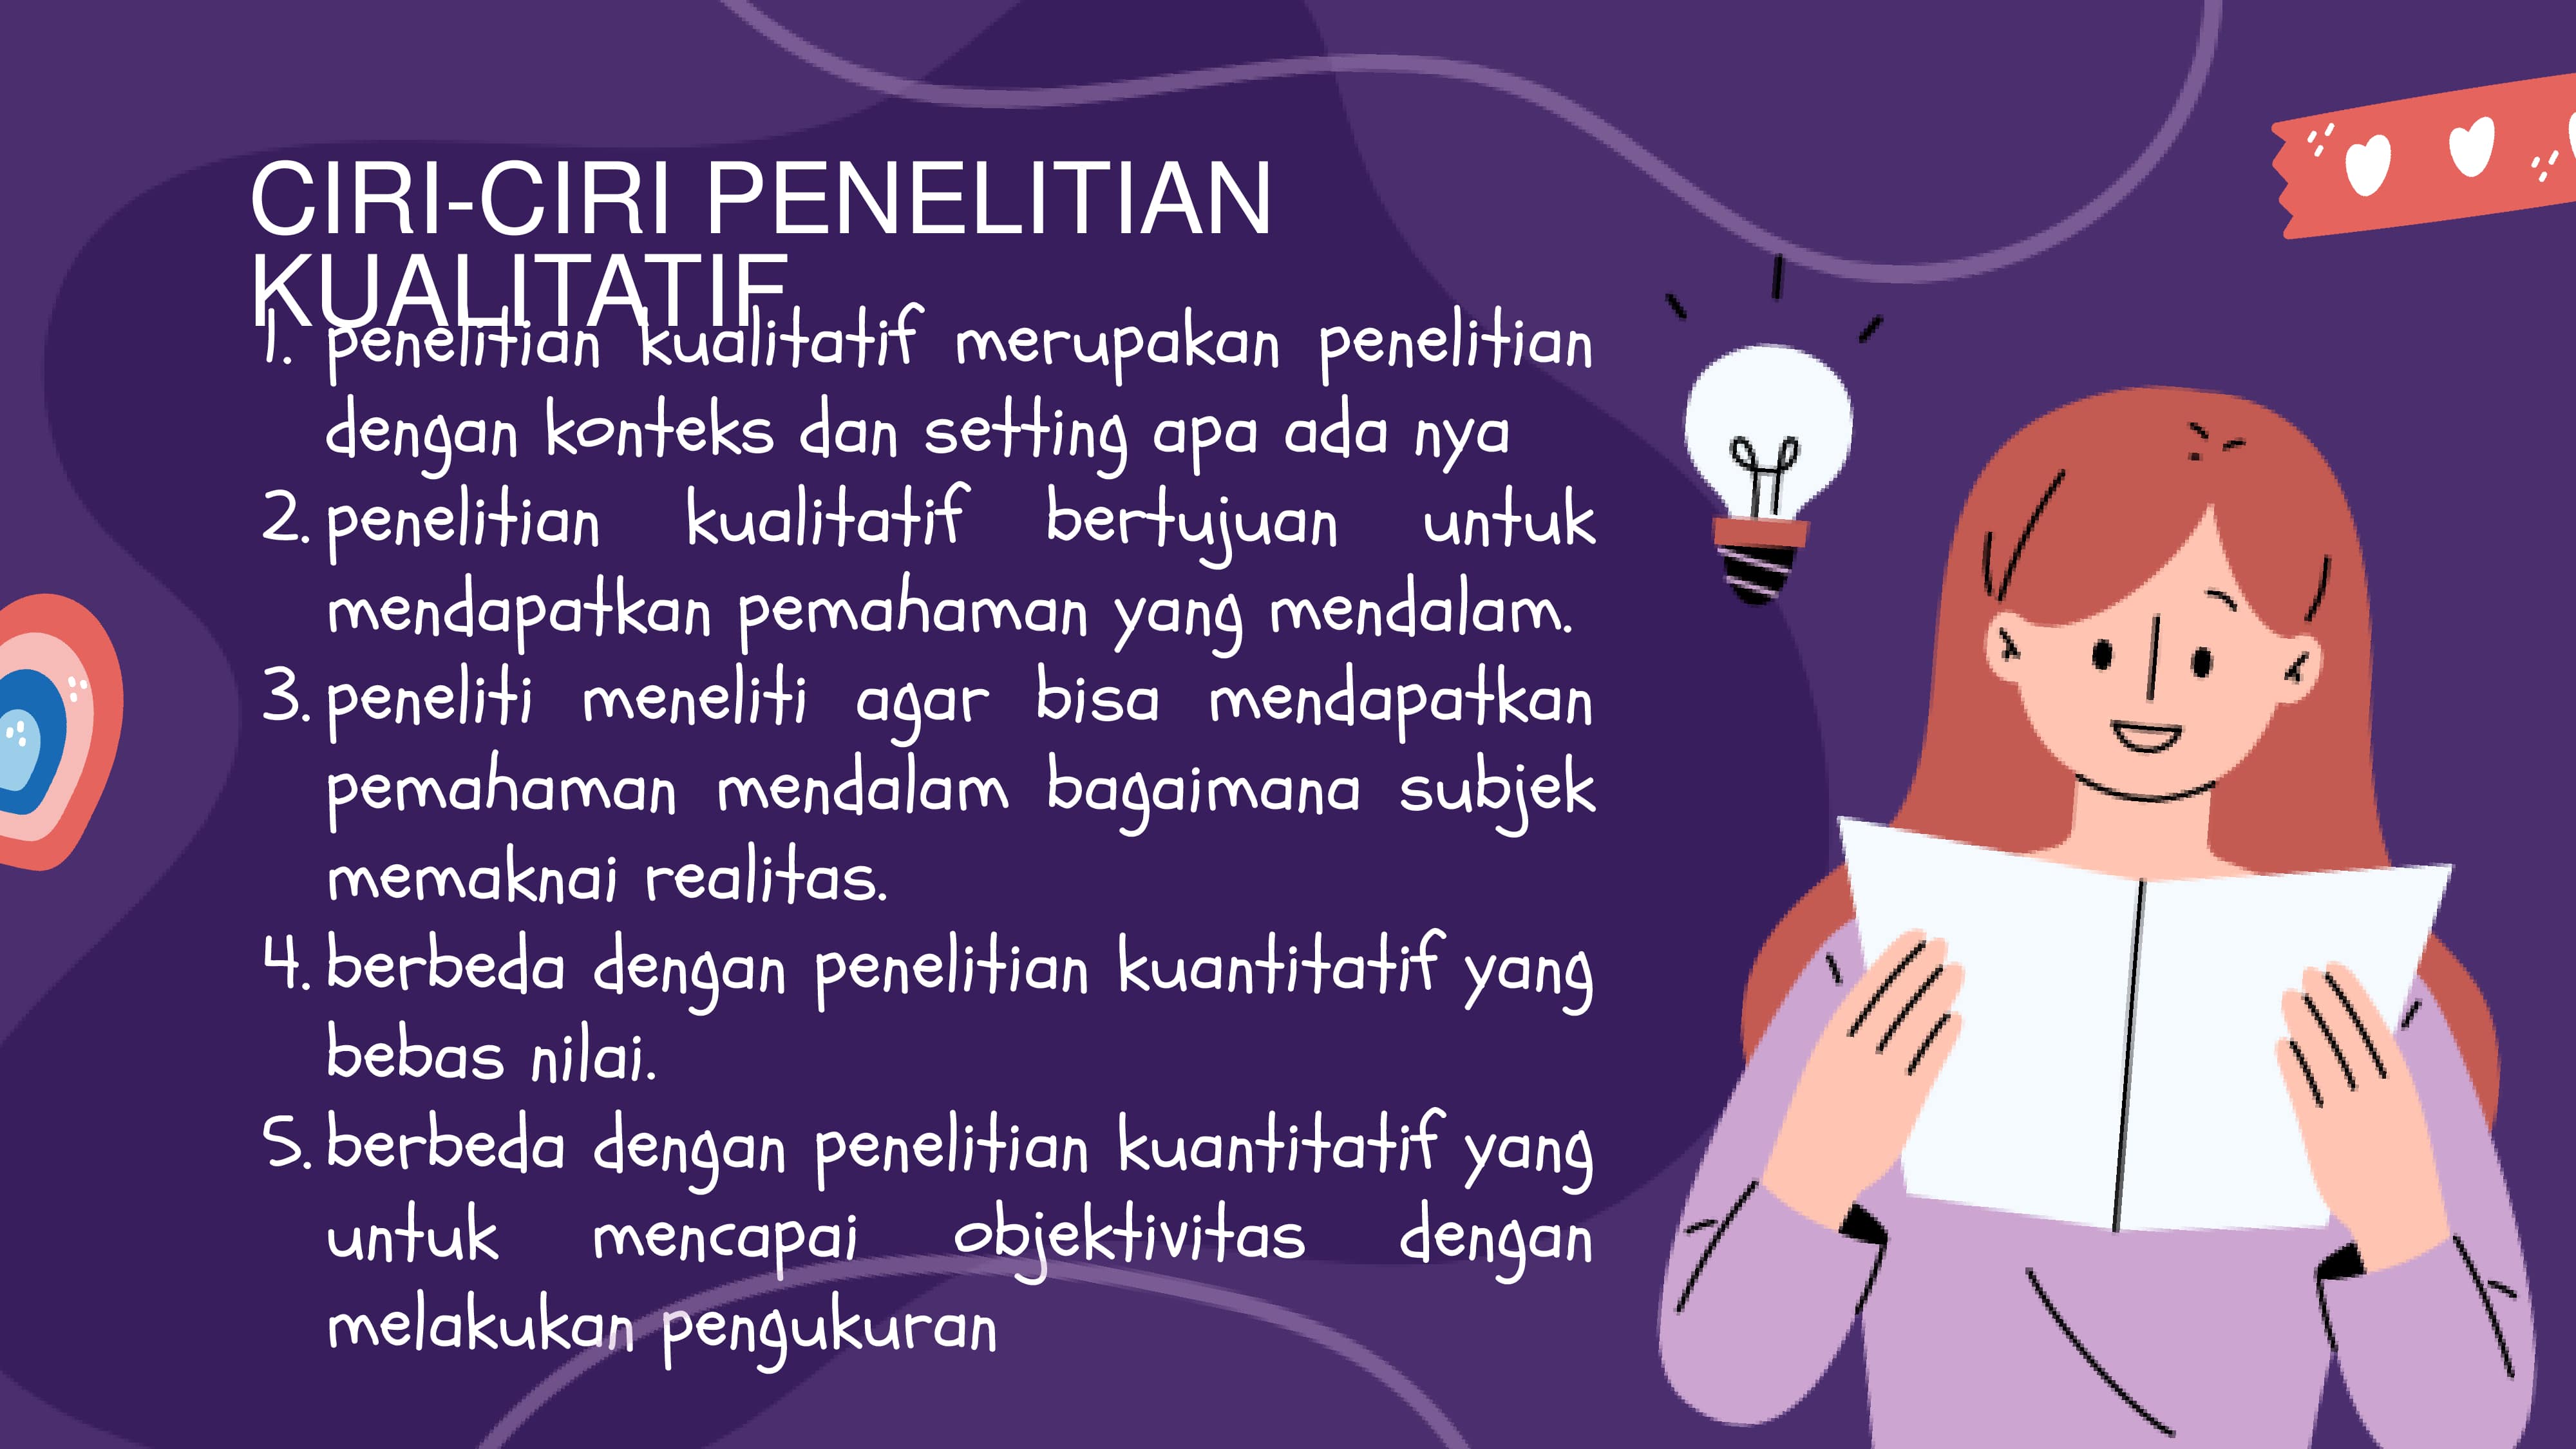 CIRI-CIRI PENELITIAN
KUALITATIF
1. penelitian kualitatif merupakan penelitian
dengan konteks dan setting apa ada nya
2. penelitian kualitatif bertujuan untuk
mendapatkan pemahaman yang mendalam.
3. peneliti meneliti agar bisa mendapatkan
pemahaman mendalam bagaimana subjek
memaknai realitas.
4. berbeda dengan penelitian kuantitatif yang
bebas nilai.
5. berbeda dengan penelitian kuantitatif yang
untuk mencapai objektivitas dengan
melakukan pengukuran